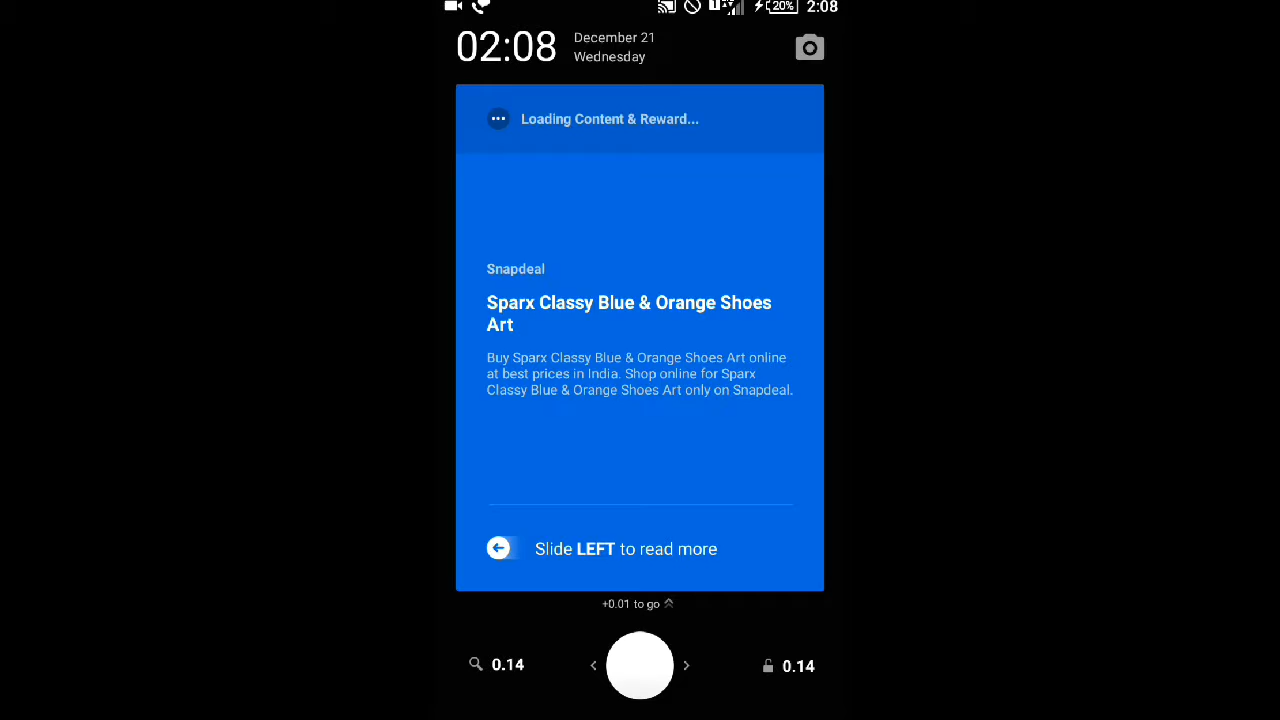 20% 2:08
02:08
December 21
Wednesday
Loading Content & Reward...
Snapdeal
Sparx Classy Blue & Orange Shoes
Art
Buy Sparx Classy Blue & Orange Shoes Art online
at best prices in India. Shop online for Sparx
Classy Blue & Orange Shoes Art only on Snapdeal.
Slide LEFT to read more
+0.01 to go
0.14
0.14